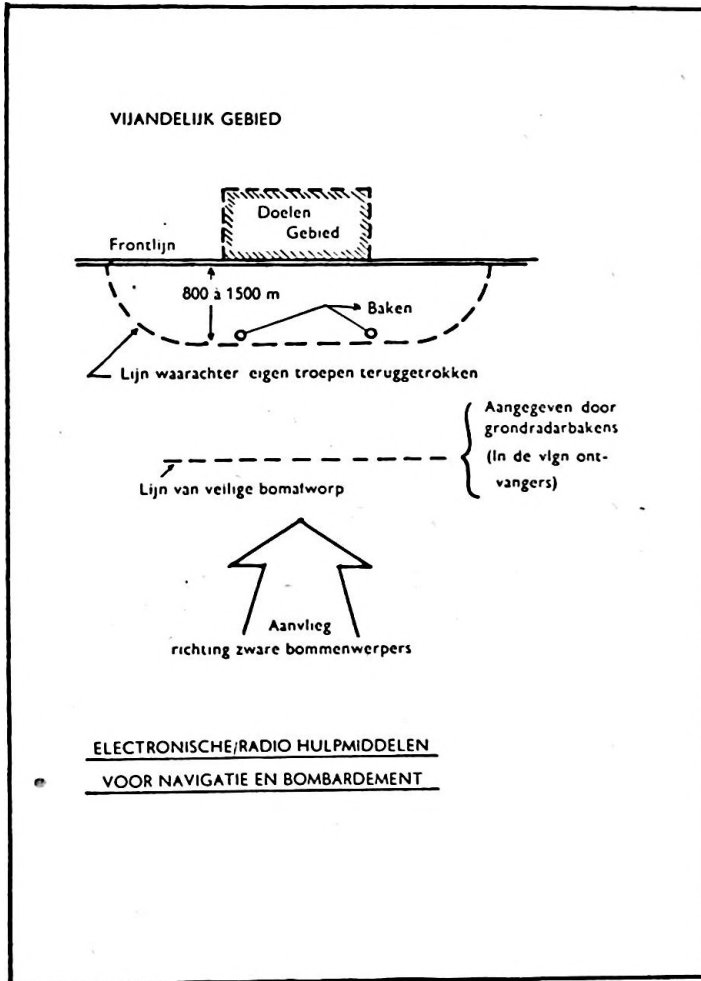 VIJANDELIJK GEBIED
Doelen
Gebied
Frontlijn
800 à 1500 m
Baken
Lijn waarachter eigen troepen teruggetrokken
Aangegeven door
grondradarbakens
(In de vlgn ont-
vangers)
Lijn van veilige bomafworp
Aanvlieg
richting zware bommenwerpers
ELECTRONISCHE/RADIO HULPMIDDELEN
VOOR NAVIGATIE EN BOMBARDEMENT